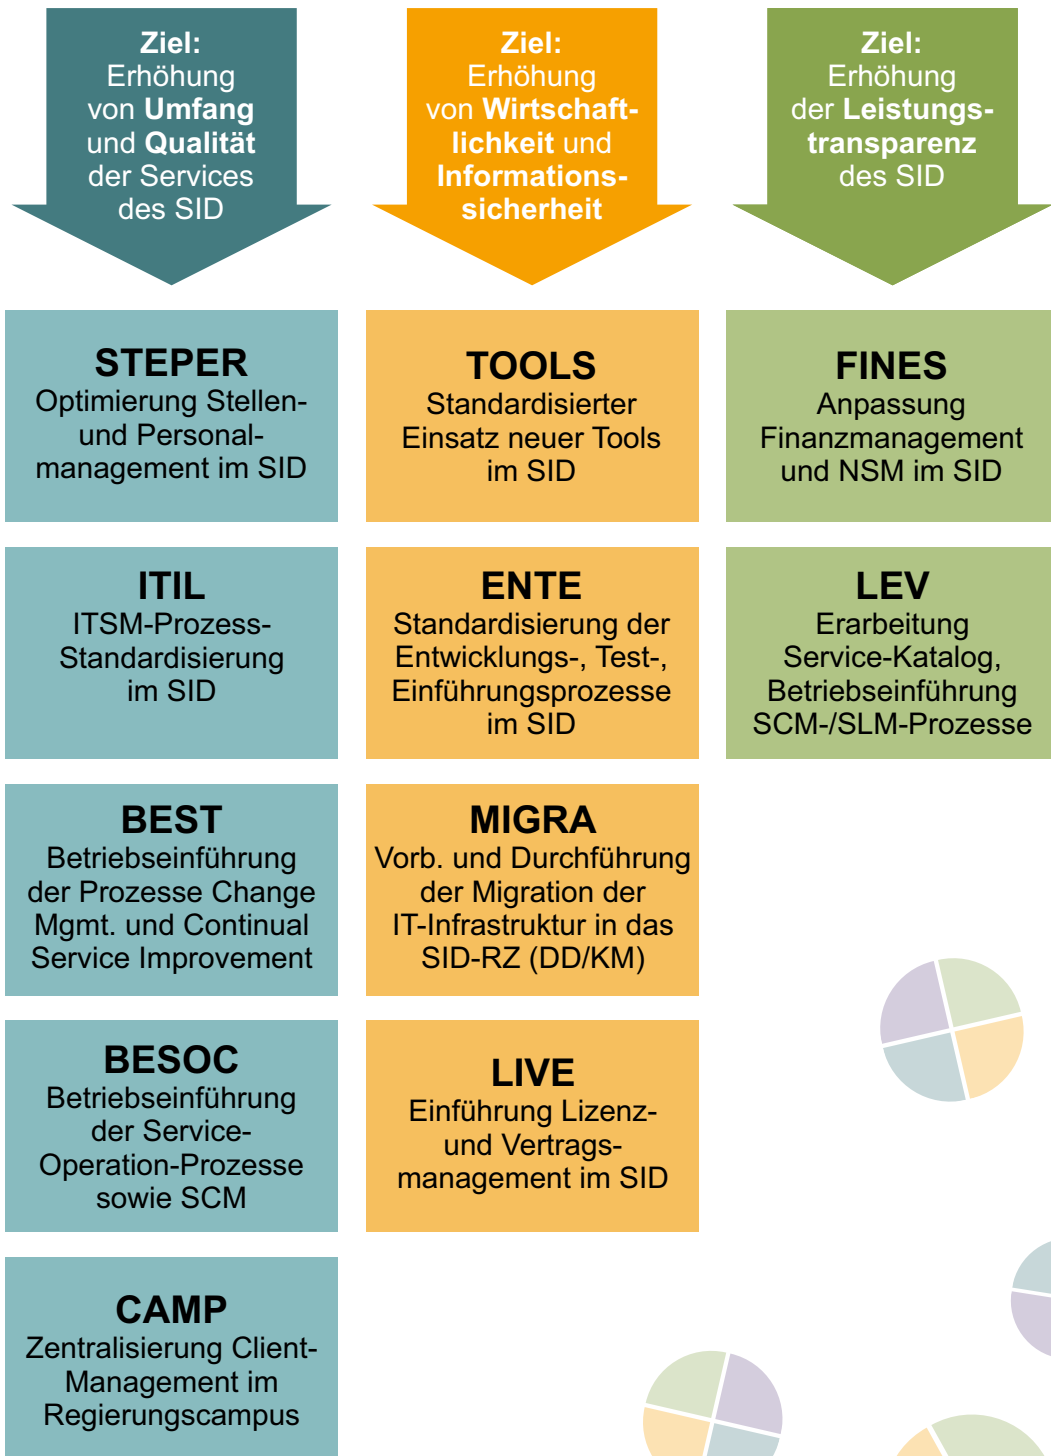 Ziel:
Erhöhung
von Umfang
und Qualität
der Services
des SID
STEPER
Optimierung Stellen-
und Personal-
management im SID
ITIL
ITSM-Prozess-
Standardisierung
im SID
BEST
Betriebseinführung
der Prozesse Change
Mgmt. und Continual
Service Improvement
BESOC
Betriebseinführung
der Service-
Operation-Prozesse
sowie SCM
CAMP
Zentralisierung Client-
Management im
Regierungscampus
Ziel:
Erhöhung
von Wirtschaft-
lichkeit und
Informations-
sicherheit
TOOLS
Standardisierter
Einsatz neuer Tools
im SID
ENTE
Standardisierung der
Entwicklungs-, Test-,
Einführungsprozesse
im SID
MIGRA
Vorb. und Durchführung
der Migration der
IT-Infrastruktur in das
SID-RZ (DD/KM)
LIVE
Einführung Lizenz-
und Vertrags-
management im SID
Ziel:
Erhöhung
der Leistungs-
transparenz
des SID
FINES
Anpassung
Finanzmanagement
und NSM im SID
LEV
Erarbeitung
Service-Katalog,
Betriebseinführung
SCM-/SLM-Prozesse